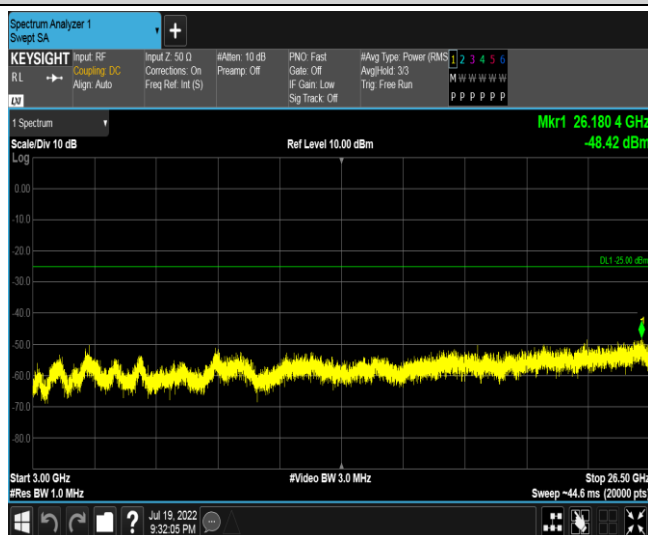 Spectrum Analyzer 1
Swept SA
KEYSIGHT
RL
Input: RF
Coupling: DC
Align: Auto
Input Z: 50 Ω
Corrections: On
Freq Ref: Int (S)
#Atten: 10 dB
Preamp: Off
PNO: Fast
Gate: Off
IF Gain: Low
Sig Track: Off
#Avg Type: Power (RMS
Avg|Hold: 3/3
Trig: Free Run
1 2 3 4 5 6
M W W W W W
P P P P P P
LXI
1 Spectrum
Mkr1 26.180 4 GHz
Scale/Div 10 dB
Ref Level 10.00 dBm
-48.42 dBm
Log
0.00
-10.0
-20.0
DL1 -25.00 dBm
-30.0
-40.0
1
-50.0
-60.0
-70.0
-80.0
Start 3.00 GHz
#Video BW 3.0 MHz
Stop 26.50 GHz
#Res BW 1.0 MHz
Sweep ~44.6 ms (20000 pts)
?
Jul 19, 2022
9:32:05 PM